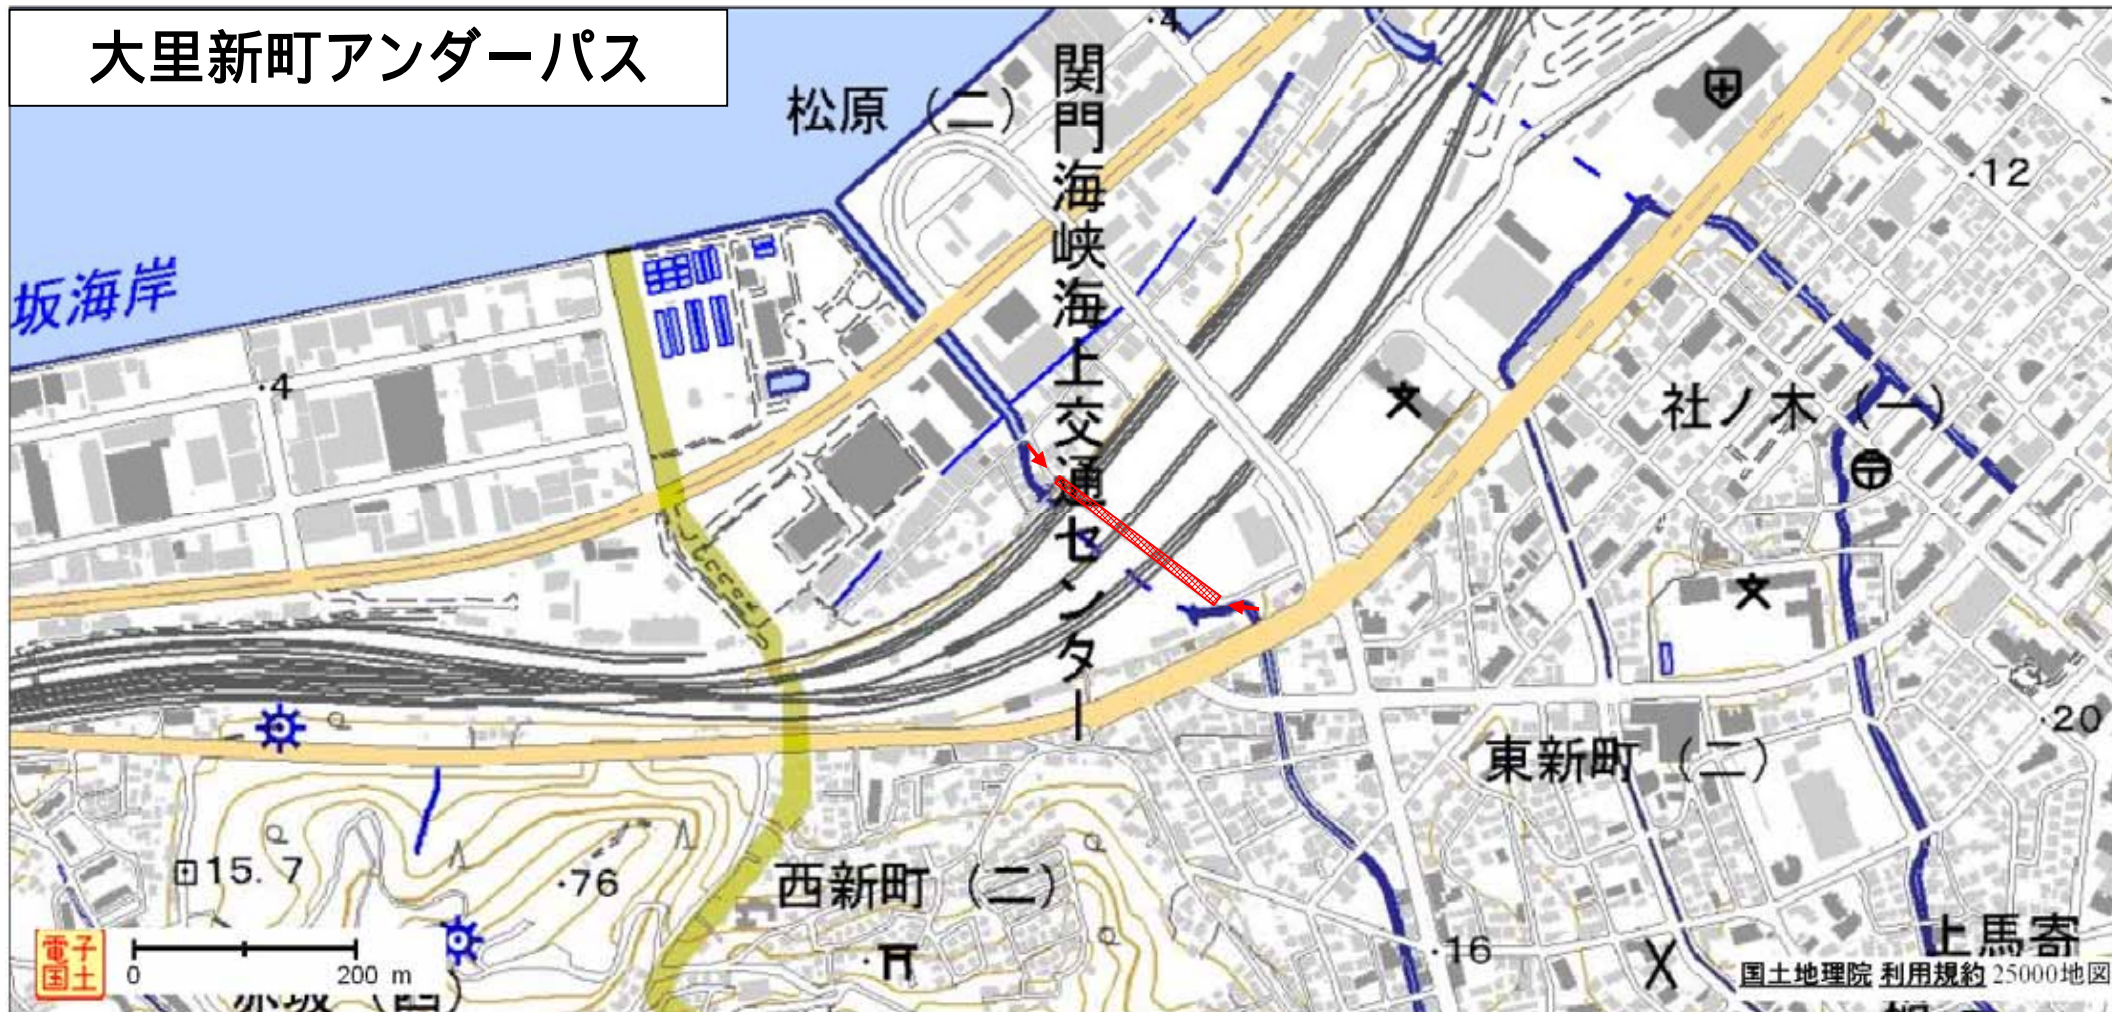 大里新町アンダーパス
松原（二）
関門海峡海上交通センター
・4
・12
坂海岸
・4
社ノ木（一）
東新町（二）
・20
15.7
・76
西新町（二）
・16
上馬寄
電子
国土
0
200 m
赤坂（四）
国土地理院 利用規約 25000地図